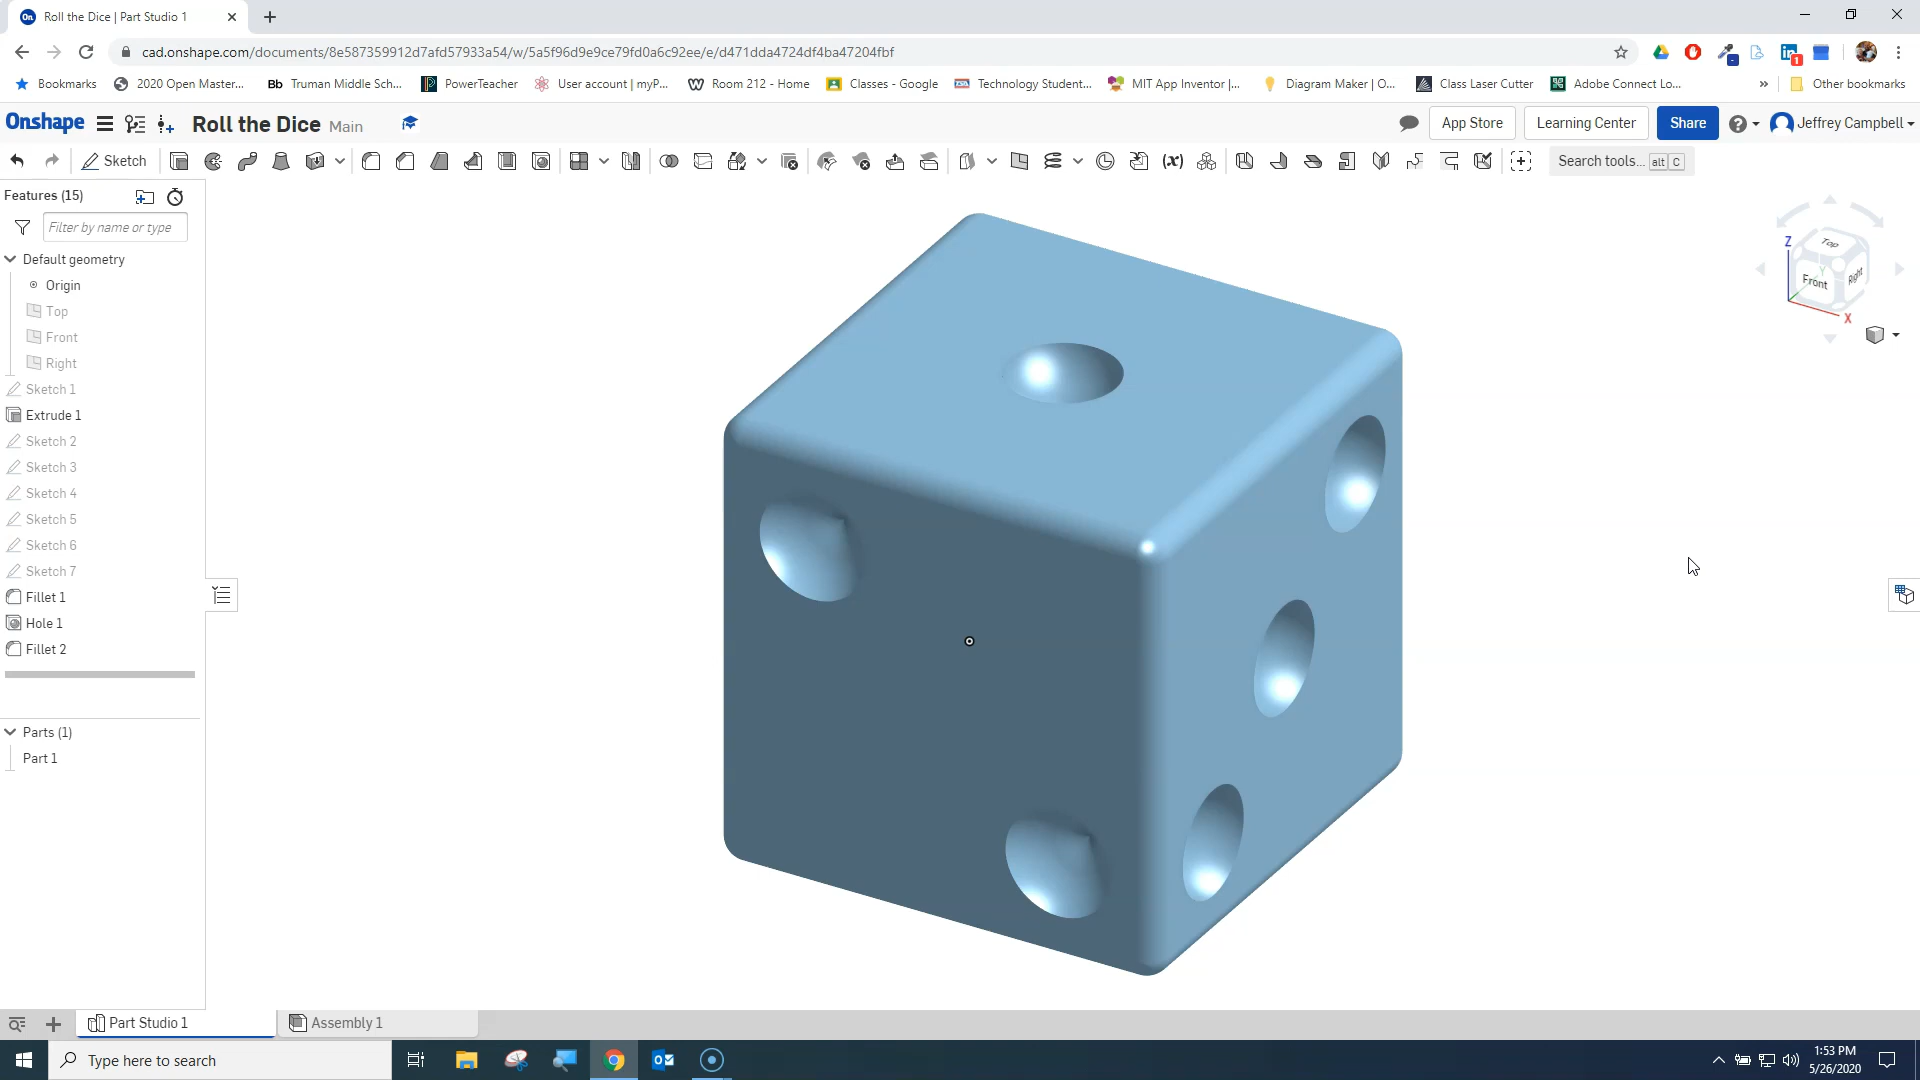 Roll the Dice | Part Studio 1
cad.onshape.com/documents/8e587359912d7afd57933a54/w/5a5f96d9e9ce79fd0a6c92ee/e/d471dda4724df4ba47204fbf
Bookmarks 2020 Open Master... Bb Truman Middle Sch... PowerTeacher User account | myP... Room 212 - Home Classes - Google Technology Student... MIT App Inventor |... Diagram Maker | O... Class Laser Cutter Adobe Connect Lo... » Other bookmarks
Onshape Roll the Dice Main App Store Learning Center Share Jeffrey Campbell
Sketch (x) Search tools... alt C
Features (15)
Filter by name or type
Default geometry
Origin
Top
Front
Right
Sketch 1
Extrude 1
Sketch 2
Sketch 3
Sketch 4
Sketch 5
Sketch 6
Sketch 7
Fillet 1
Hole 1
Fillet 2
Parts (1)
Part 1
Z
Top
Front
Y
Right
X
Part Studio 1 Assembly 1
Type here to search
1:53 PM
5/26/2020